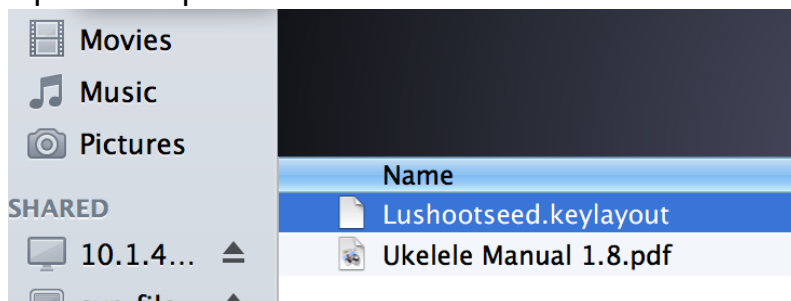 Movies
Music
Pictures
SHARED
10.1.4...
Name
Lushootseed.keylayout
Ukelele Manual 1.8.pdf